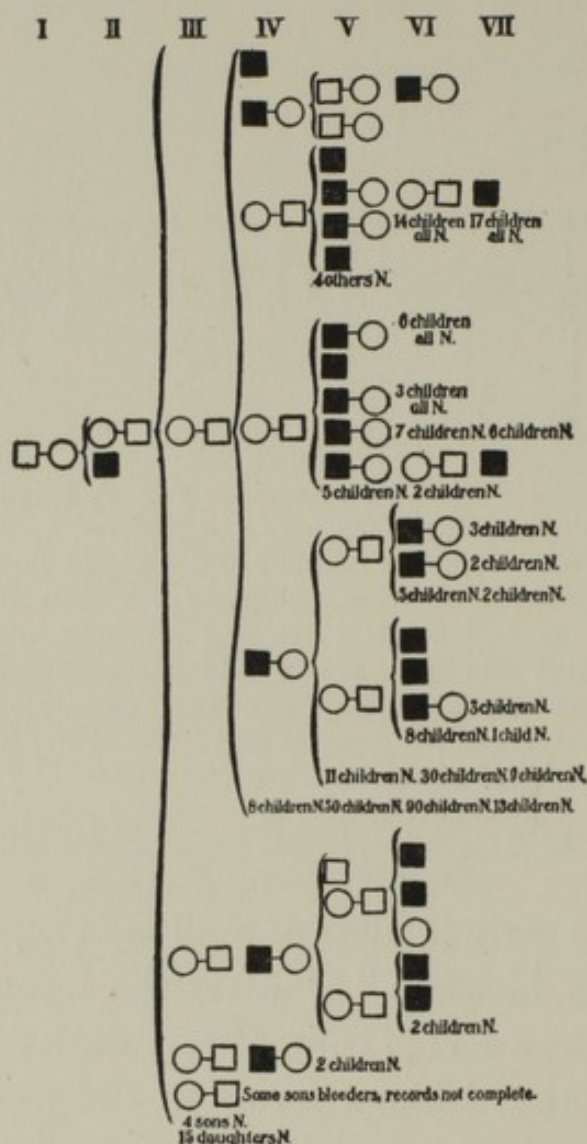 I II III IV V VI VII
14 children 17 children
all N. all N.
4 others N.
6 children
all N.
3 children
all N.
7 children N. 6 children N.
5 children N. 2 children N.
3 children N.
2 children N.
5 children N. 2 children N.
3 children N.
8 children N. 1 child N.
11 children N. 30 children N. 9 children N.
8 children N. 50 children N. 90 children N. 13 children N.
2 children N.
2 children N.
Some sons bleeders, records not complete.
4 sons N.
15 daughters N